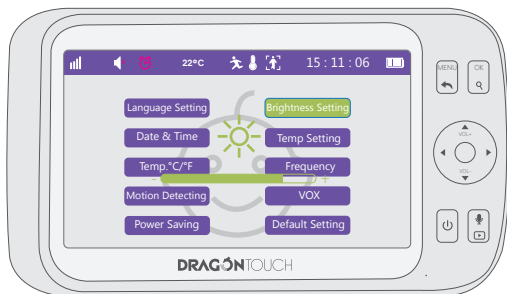 22°C 15 : 11 : 06
MENU OK
Language Setting Brightness Setting
Date & Time Temp Setting
Temp.°C/°F Frequency
- +
Motion Detecting VOX
Power Saving Default Setting
VOL+
VOL-
DRAGONTOUCH